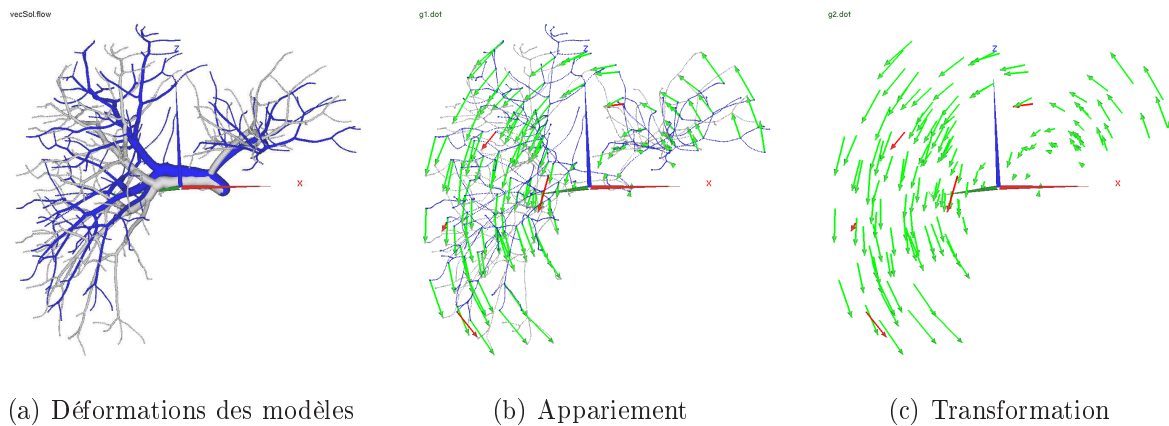 vecSol.flow
g1.dot
g2.dot
z
x
z
x
z
x
(a) Déformations des modèles
(b) Appariement
(c) Transformation